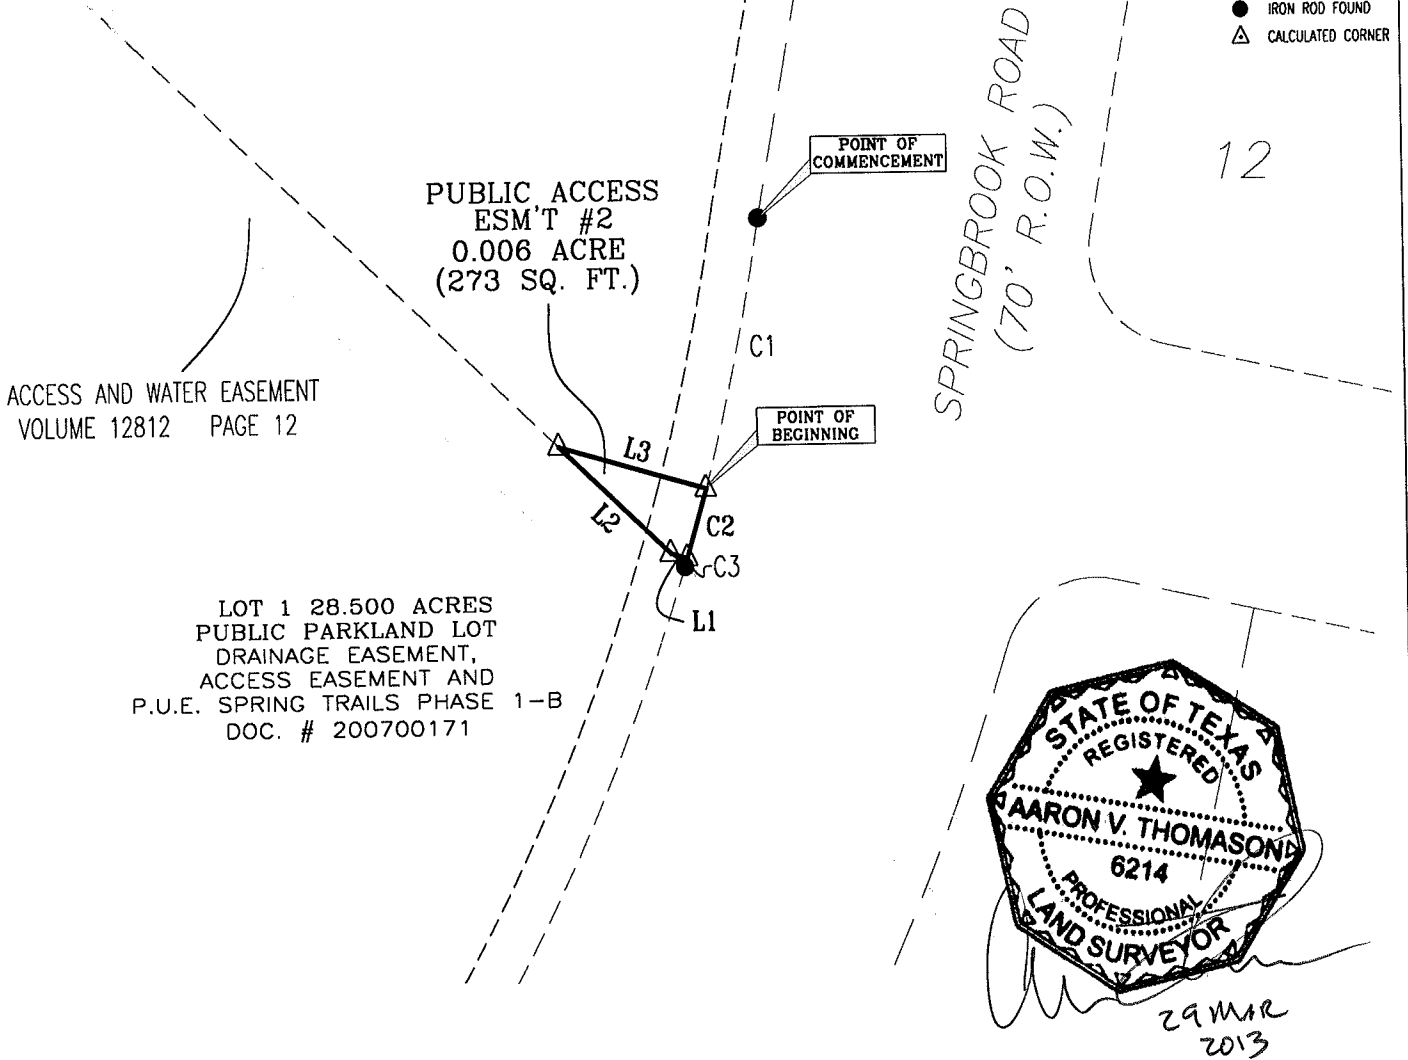 IRON ROD FOUND
CALCULATED CORNER
SPRINGBROOK ROAD
(70' R.O.W.)
12
POINT OF
COMMENCEMENT
PUBLIC ACCESS
ESM'T #2
0.006 ACRE
(273 SQ. FT.)
C1
ACCESS AND WATER EASEMENT
VOLUME 12812 PAGE 12
POINT OF
BEGINNING
L3
L2
C2
C3
L1
LOT 1 28.500 ACRES
PUBLIC PARKLAND LOT
DRAINAGE EASEMENT,
ACCESS EASEMENT AND
P.U.E. SPRING TRAILS PHASE 1-B
DOC. # 200700171
STATE OF TEXAS
REGISTERED
AARON V. THOMASON
6214
PROFESSIONAL
LAND SURVEYOR
29 MAR
2013